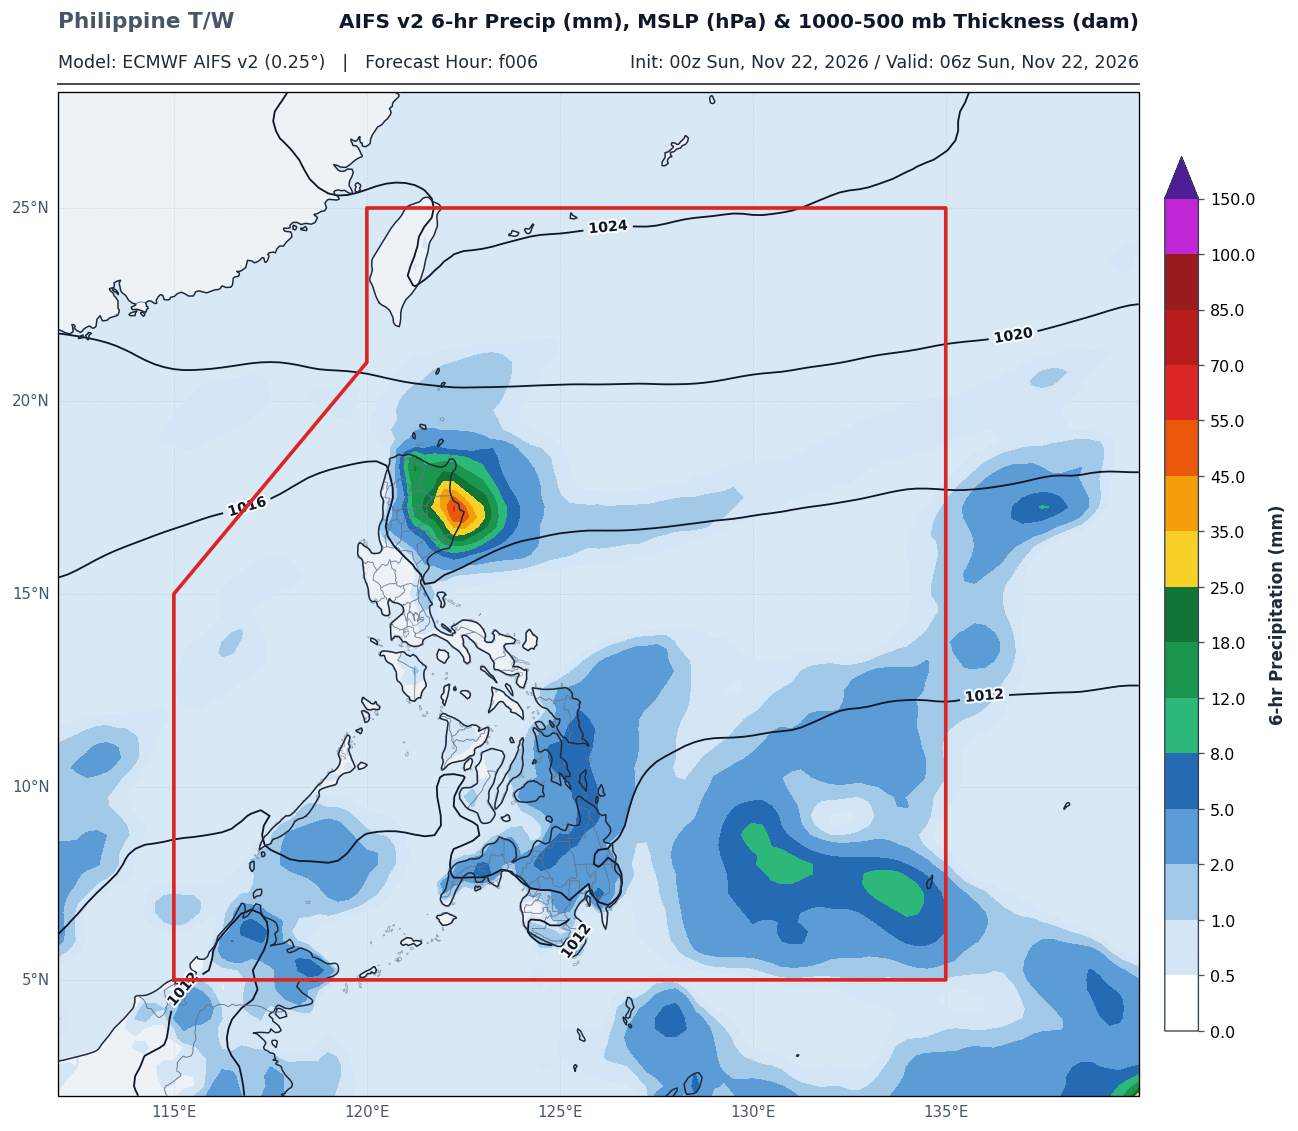 Philippine T/W
AIFS v2 6-hr Precip (mm), MSLP (hPa) & 1000-500 mb Thickness (dam)
Model: ECMWF AIFS v2 (0.25°) | Forecast Hour: f006
Init: 00z Sun, Nov 22, 2026 / Valid: 06z Sun, Nov 22, 2026
25°N
20°N
15°N
10°N
5°N
115°E
120°E
125°E
130°E
135°E
1024
1020
1016
1012
1012
1012
150.0
100.0
85.0
70.0
55.0
45.0
35.0
25.0
18.0
12.0
8.0
5.0
2.0
1.0
0.5
0.0
6-hr Precipitation (mm)